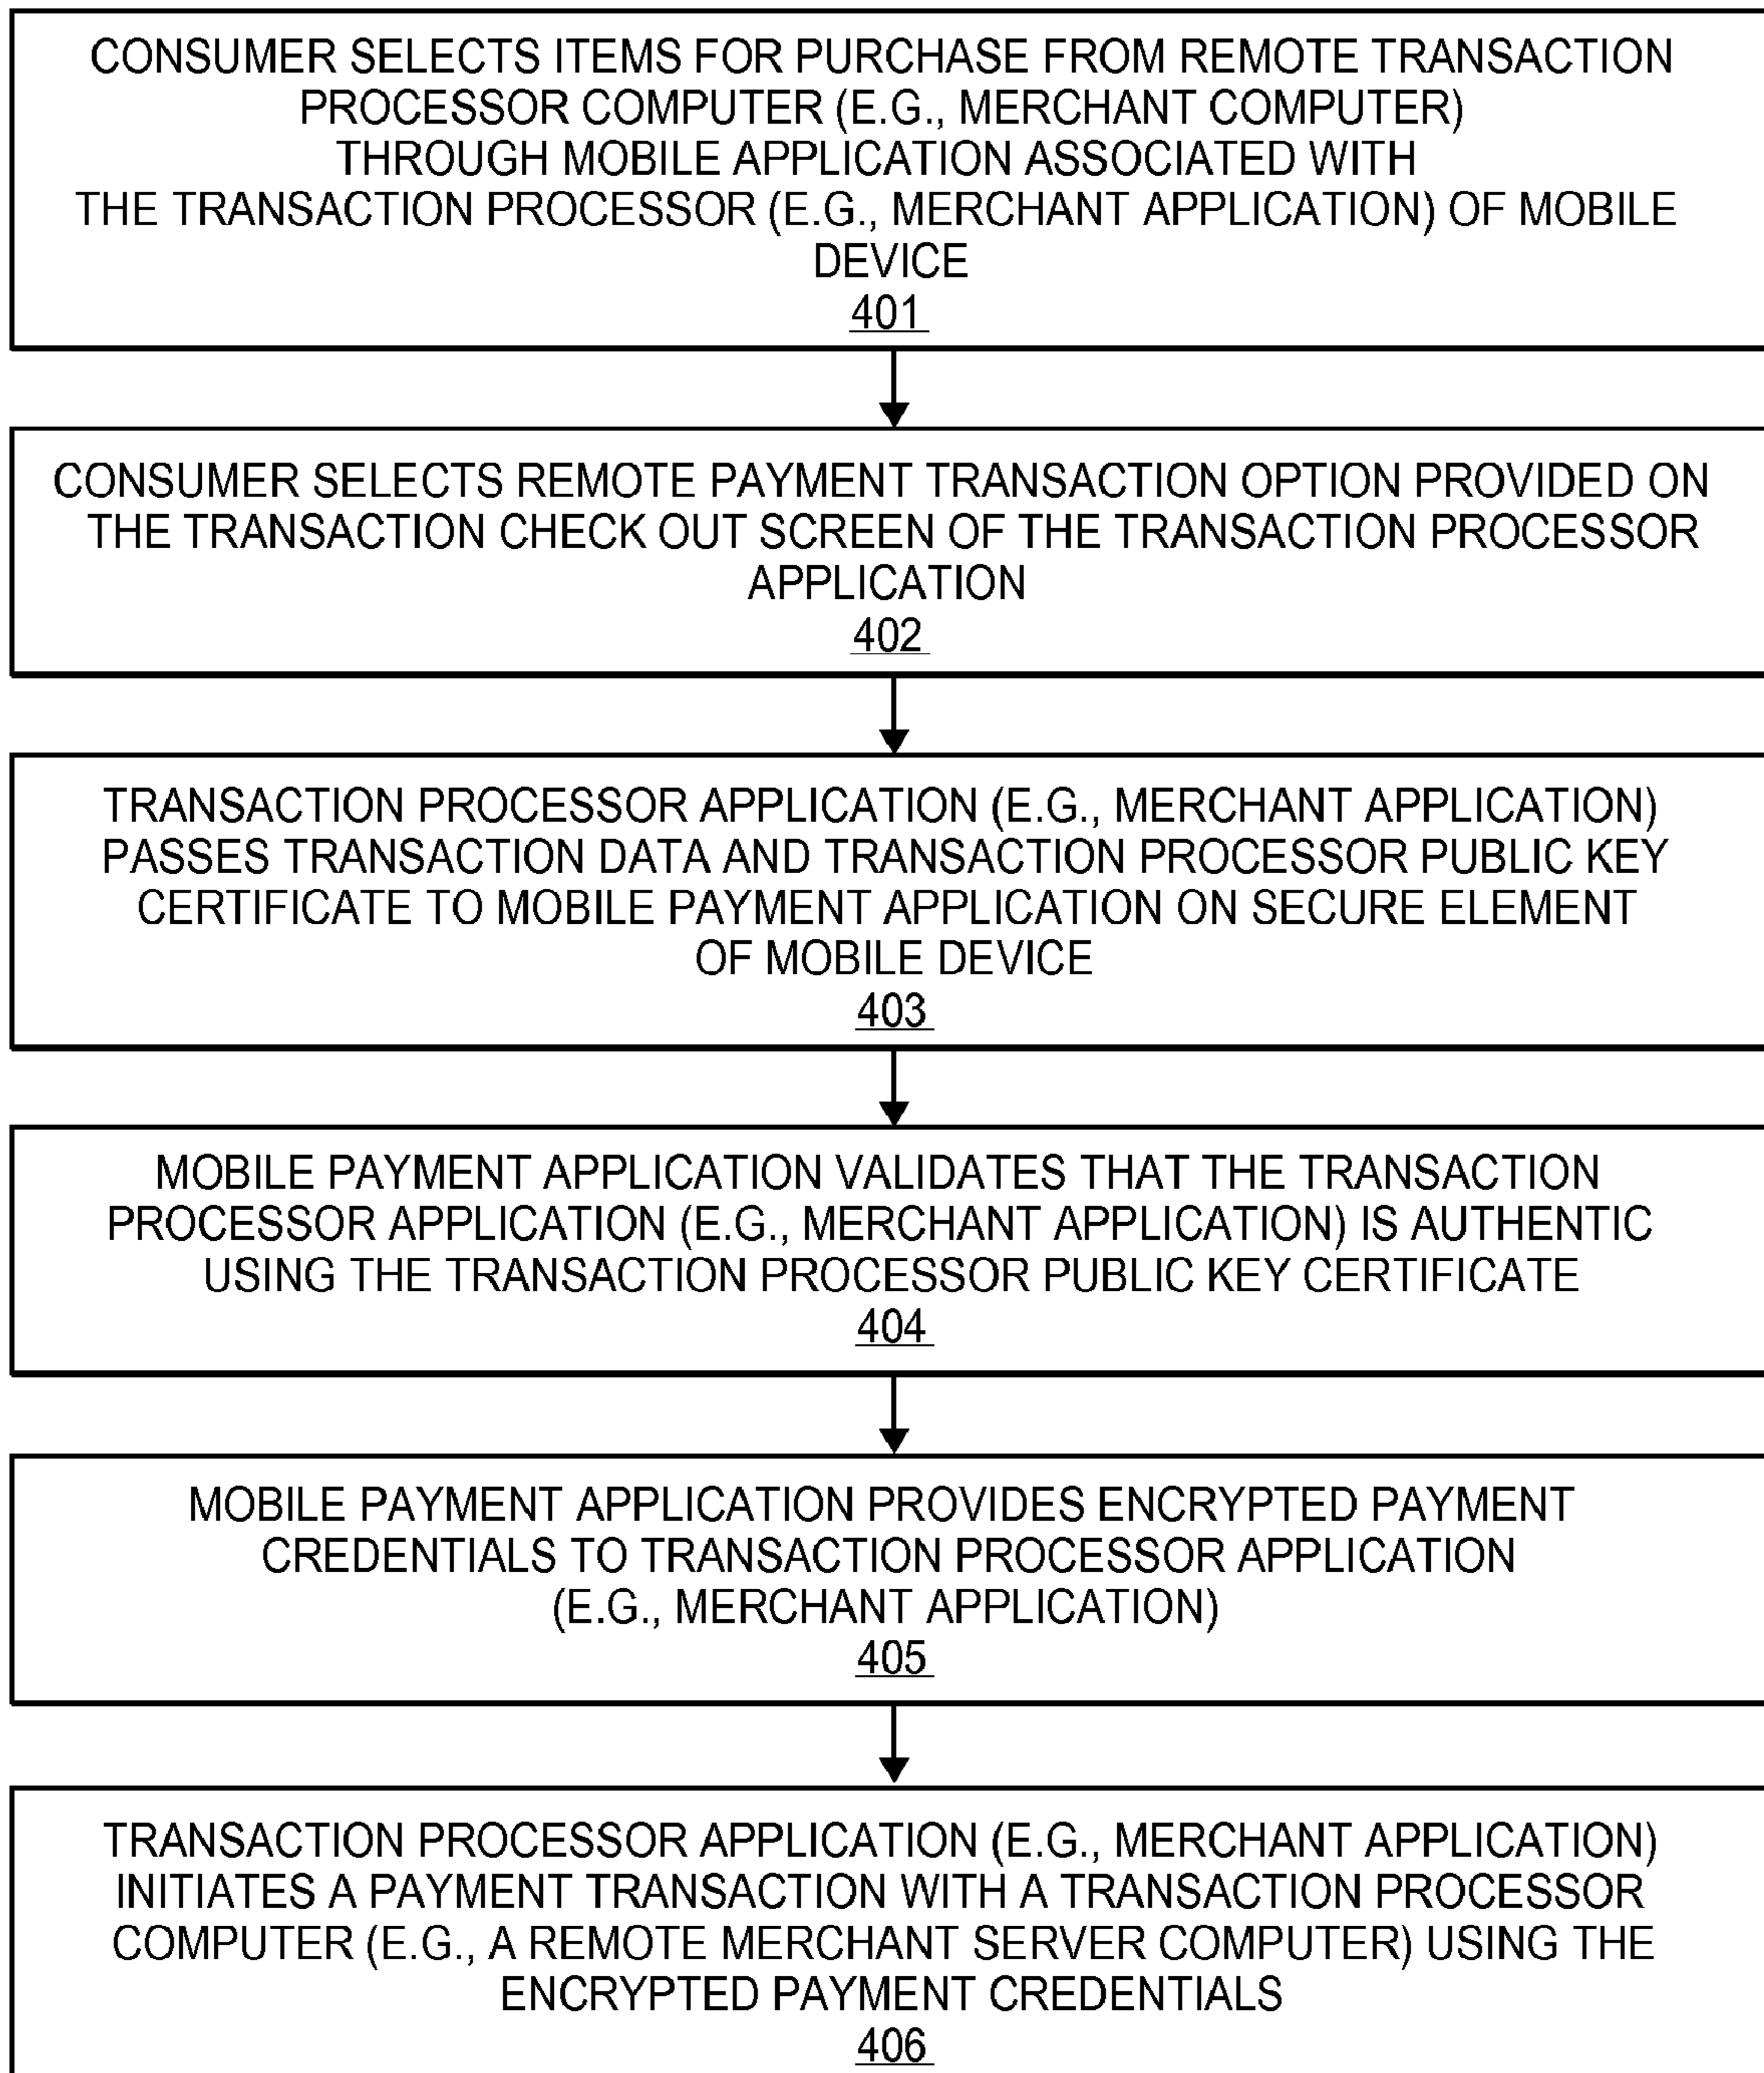 CONSUMER SELECTS ITEMS FOR PURCHASE FROM REMOTE TRANSACTION
PROCESSOR COMPUTER (E.G., MERCHANT COMPUTER)
THROUGH MOBILE APPLICATION ASSOCIATED WITH
THE TRANSACTION PROCESSOR (E.G., MERCHANT APPLICATION) OF MOBILE
DEVICE
401
CONSUMER SELECTS REMOTE PAYMENT TRANSACTION OPTION PROVIDED ON
THE TRANSACTION CHECK OUT SCREEN OF THE TRANSACTION PROCESSOR
APPLICATION
402
TRANSACTION PROCESSOR APPLICATION (E.G., MERCHANT APPLICATION)
PASSES TRANSACTION DATA AND TRANSACTION PROCESSOR PUBLIC KEY
CERTIFICATE TO MOBILE PAYMENT APPLICATION ON SECURE ELEMENT
OF MOBILE DEVICE
403
MOBILE PAYMENT APPLICATION VALIDATES THAT THE TRANSACTION
PROCESSOR APPLICATION (E.G., MERCHANT APPLICATION) IS AUTHENTIC
USING THE TRANSACTION PROCESSOR PUBLIC KEY CERTIFICATE
404
MOBILE PAYMENT APPLICATION PROVIDES ENCRYPTED PAYMENT
CREDENTIALS TO TRANSACTION PROCESSOR APPLICATION
(E.G., MERCHANT APPLICATION)
405
TRANSACTION PROCESSOR APPLICATION (E.G., MERCHANT APPLICATION)
INITIATES A PAYMENT TRANSACTION WITH A TRANSACTION PROCESSOR
COMPUTER (E.G., A REMOTE MERCHANT SERVER COMPUTER) USING THE
ENCRYPTED PAYMENT CREDENTIALS
406